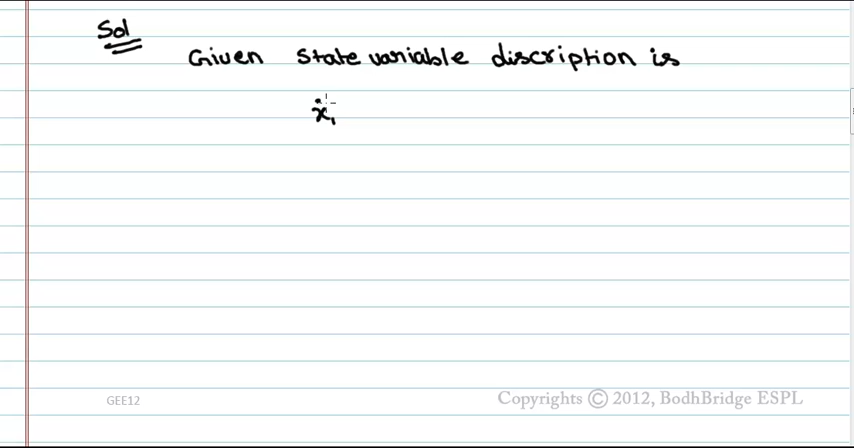 Sol
Given state variable discription is
ẋ₁
GEE12
Copyrights © 2012, BodhBridge ESPL